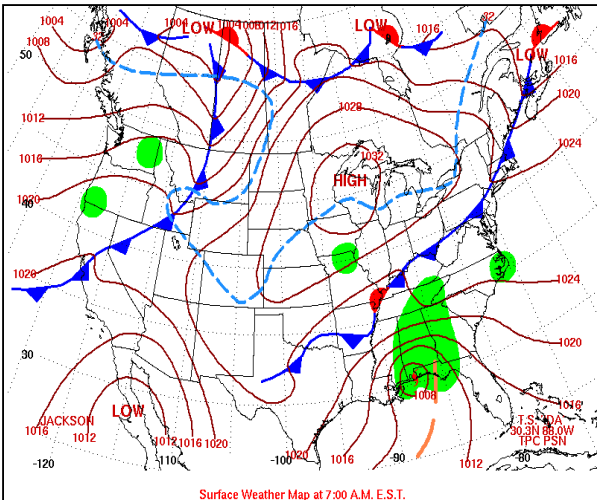 1004 1004 1004 LOW 1004 1008 1012 1016 LOW 1016 32
1008 32
50 LOW 1016
1020
1012 1028
1024
1016 1032
HIGH
1020
40
1020 1024
30 1020
1008
LOW 1016
JACKSON T.S. IDA
1016 30.3N 88.0W
1012 1012 1016 1020 TPC PSN
1020 1016 1012
-120 -110 -100 -90 -80
Surface Weather Map at 7:00 A.M. E.S.T.